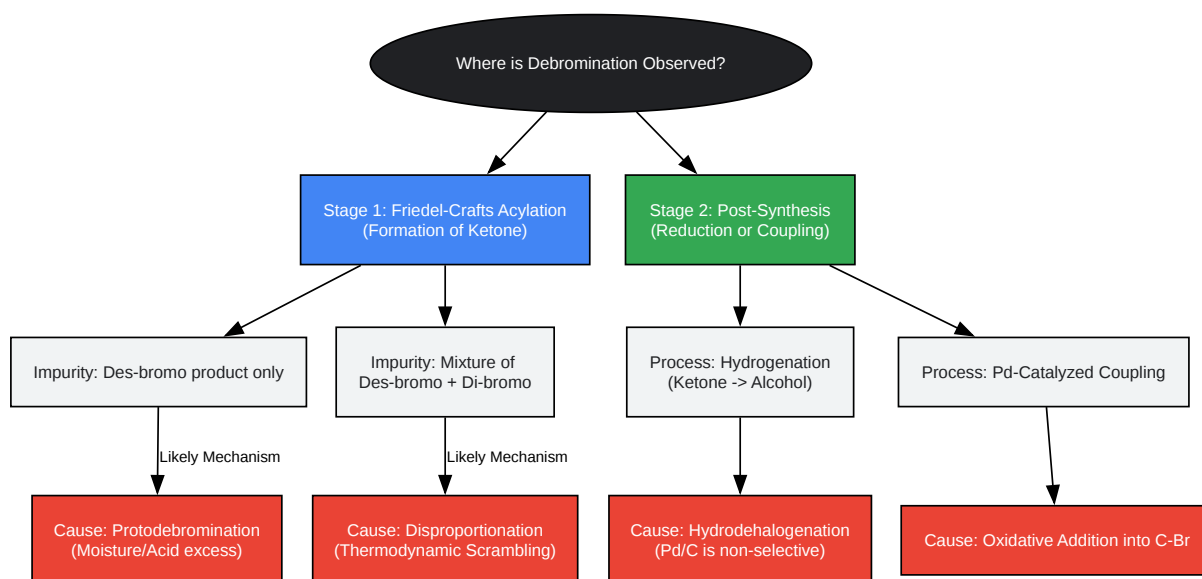 Where is Debromination Observed?
Stage 1: Friedel-Crafts Acylation
(Formation of Ketone)
Stage 2: Post-Synthesis
(Reduction or Coupling)
Impurity: Des-bromo product only
Impurity: Mixture of
Des-bromo + Di-bromo
Process: Hydrogenation
(Ketone -> Alcohol)
Process: Pd-Catalyzed Coupling
Likely Mechanism
Likely Mechanism
Cause: Protodebromination
(Moisture/Acid excess)
Cause: Disproportionation
(Thermodynamic Scrambling)
Cause: Hydrodehalogenation
(Pd/C is non-selective)
Cause: Oxidative Addition into C-Br